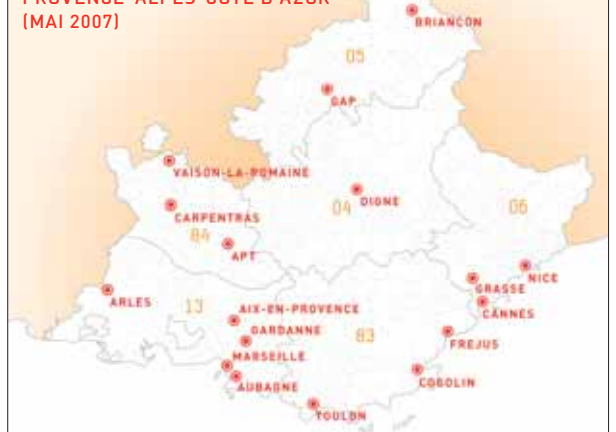 PROVENCE-ALPES-CÔTE D'AZUR
(MAI 2007)
BRIANÇON
05
GAP
VAISON-LA-ROMAINE
CARPENTRAS
84
APT
04
DIGNE
06
NICE
GRASSE
CANNES
ARLES
13
AIX-EN-PROVENCE
GARDANNE
83
FREJUS
MARSEILLE
AUBAGNE
COGOLIN
TOULON